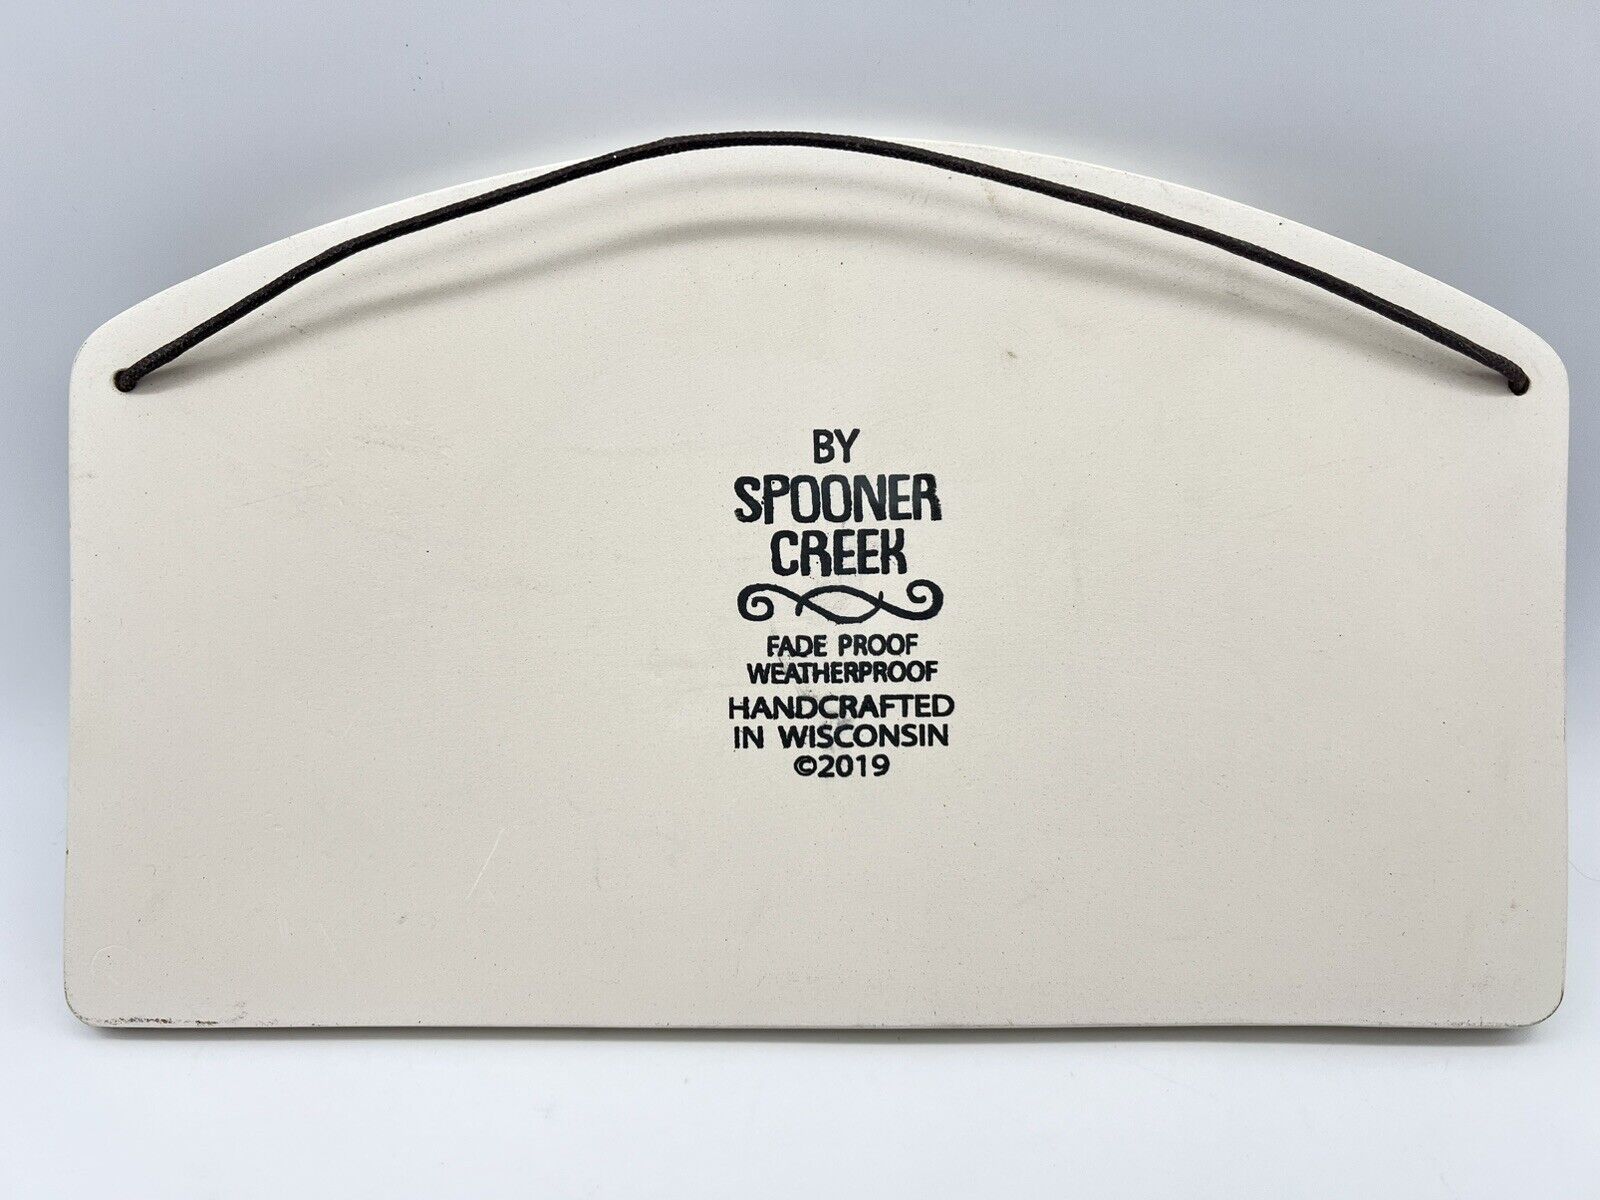 BY
SPOONER
CREEK
FADE PROOF
WEATHERPROOF
HANDCRAFTED
IN WISCONSIN
©2019